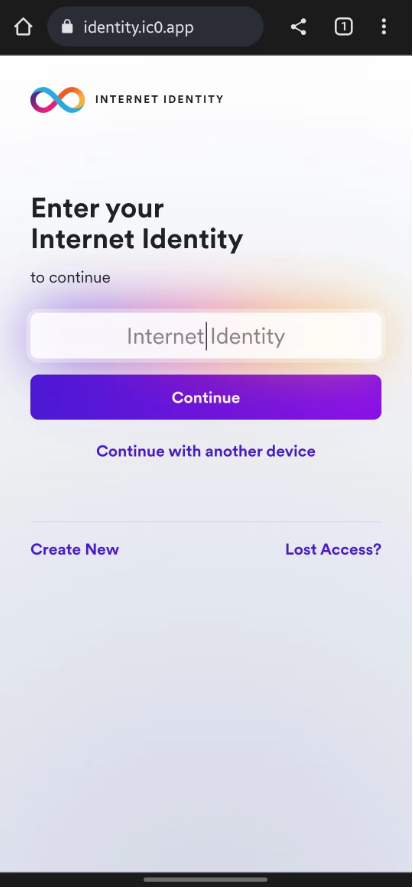 identity.ic0.app
1
INTERNET IDENTITY
Enter your
Internet Identity
to continue
Internet Identity
Continue
Continue with another device
Create New
Lost Access?